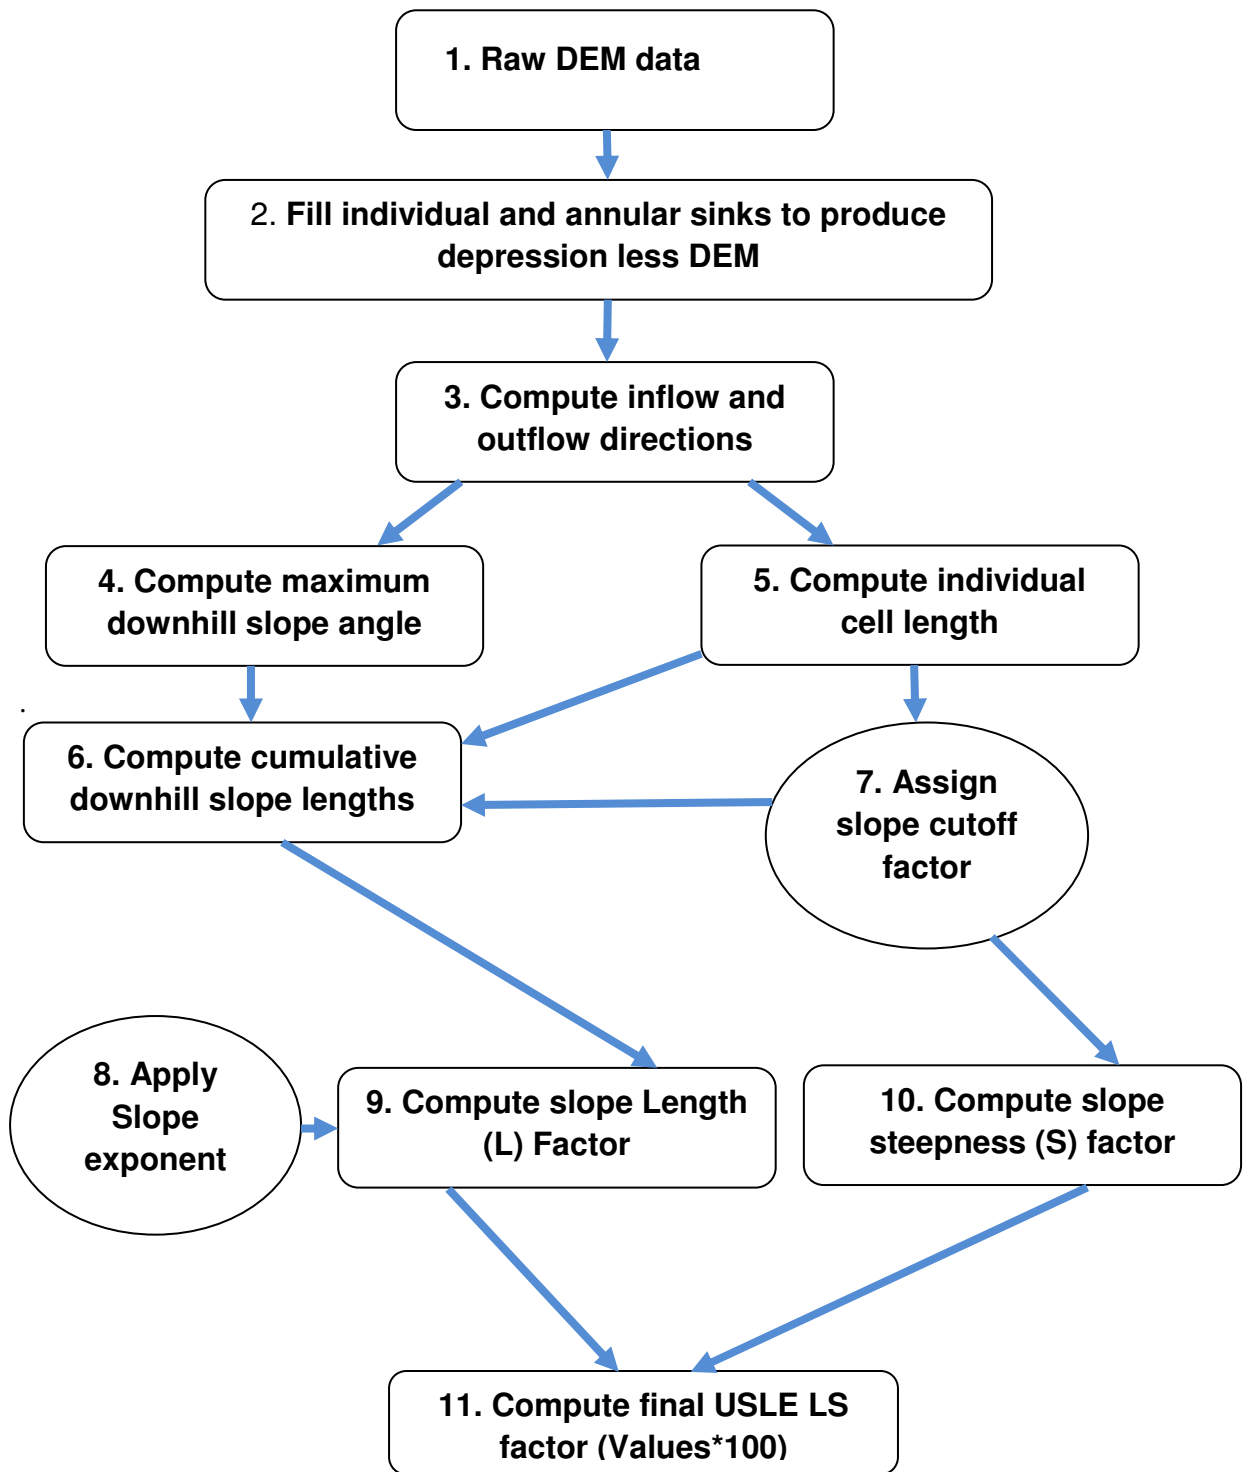 1. Raw DEM data
2. Fill individual and annular sinks to produce
depression less DEM
3. Compute inflow and
outflow directions
4. Compute maximum
downhill slope angle
5. Compute individual
cell length
.
6. Compute cumulative
downhill slope lengths
7. Assign
slope cutoff
factor
8. Apply
Slope
exponent
9. Compute slope Length
(L) Factor
10. Compute slope
steepness (S) factor
11. Compute final USLE LS
factor (Values*100)